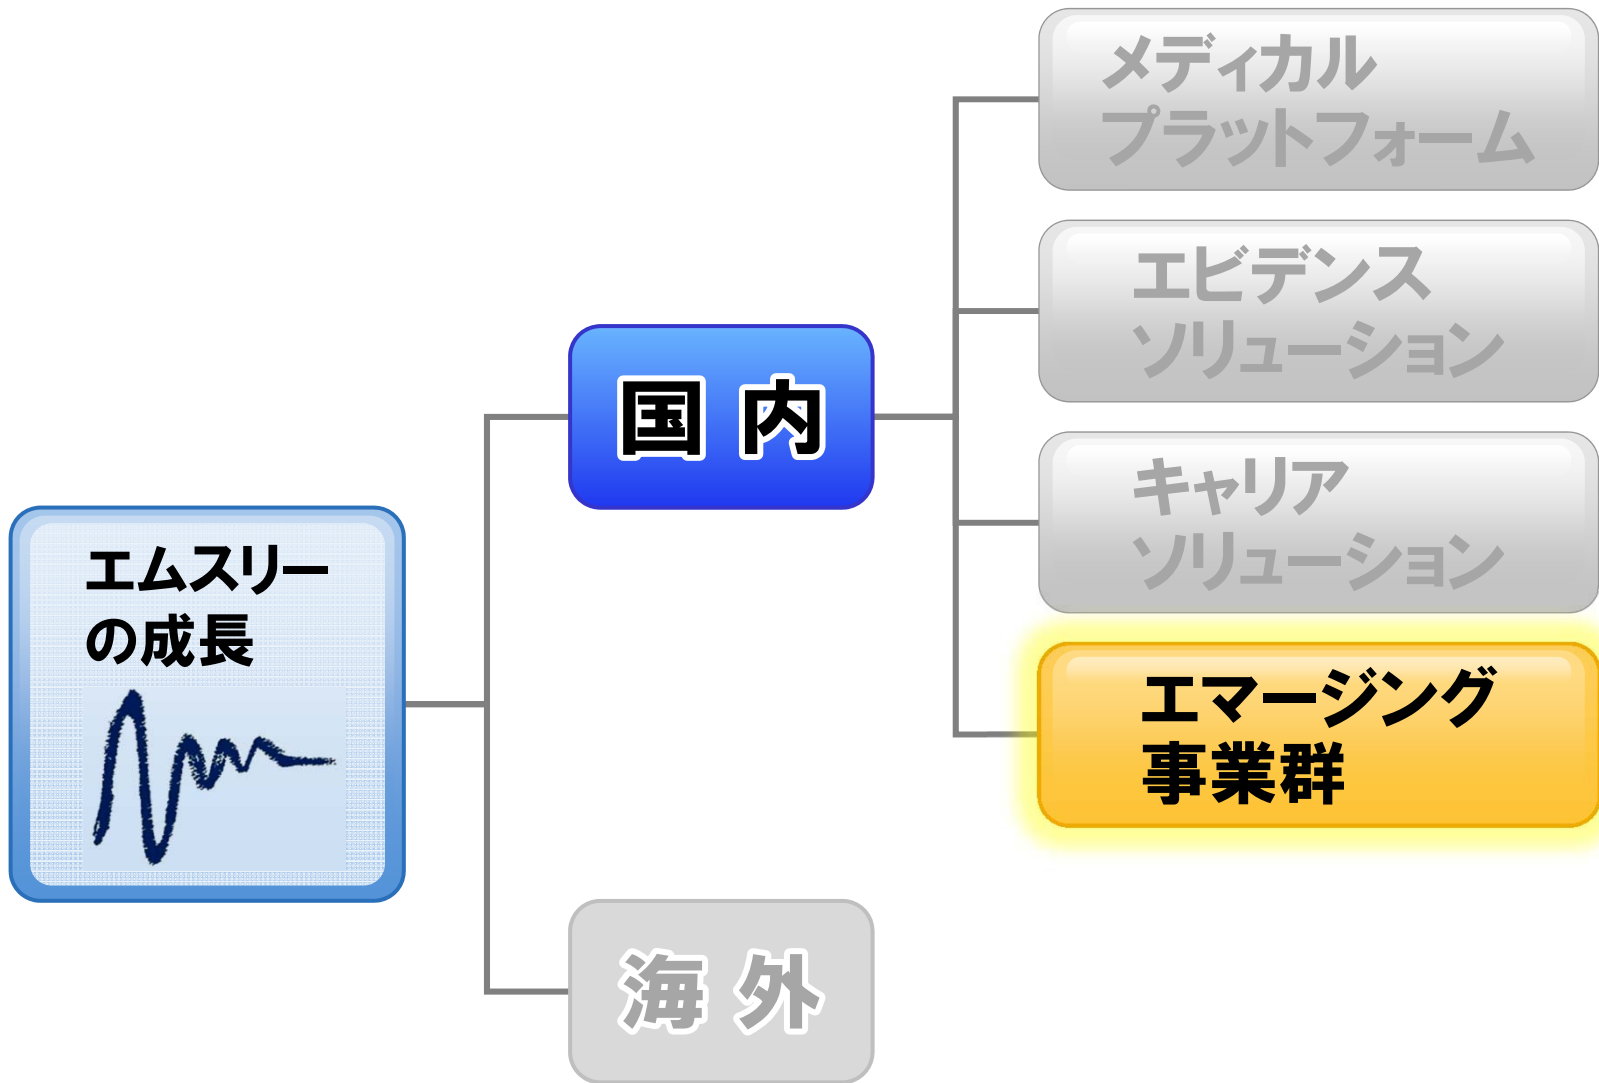 メディカル
プラットフォーム
エビデンス
ソリューション
国内
キャリア
ソリューション
エムスリー
の成長
エマージング
事業群
海外